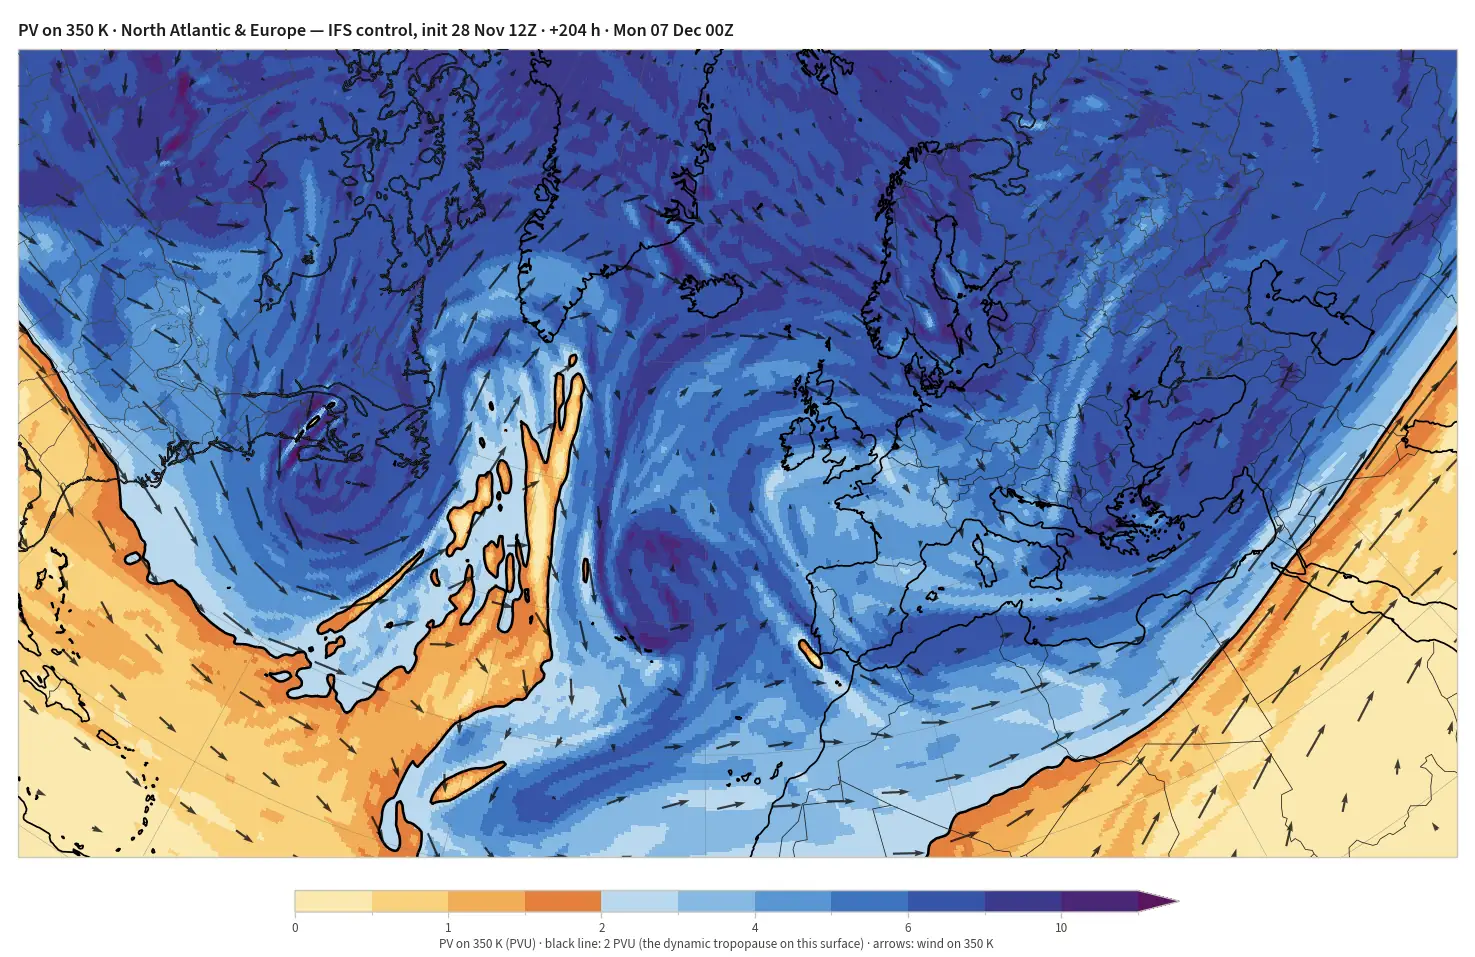 PV on 350 K · North Atlantic & Europe — IFS control, init 28 Nov 12Z · +204 h · Mon 07 Dec 00Z
0 1 2 4 6 10
PV on 350 K (PVU) · black line: 2 PVU (the dynamic tropopause on this surface) · arrows: wind on 350 K